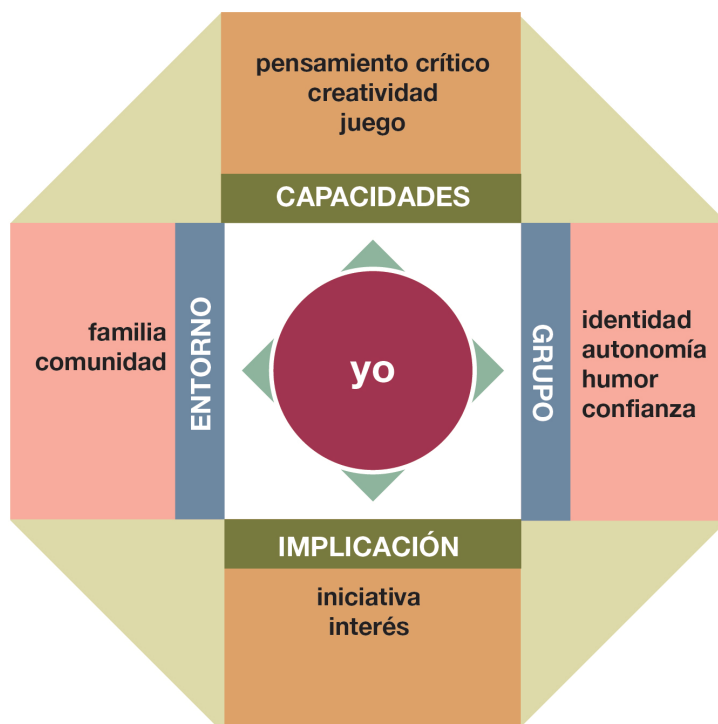 pensamiento crítico
creatividad
juego
CAPACIDADES
familia
comunidad
ENTORNO
yo
GRUPO
identidad
autonomía
humor
confianza
IMPLICACIÓN
iniciativa
interés